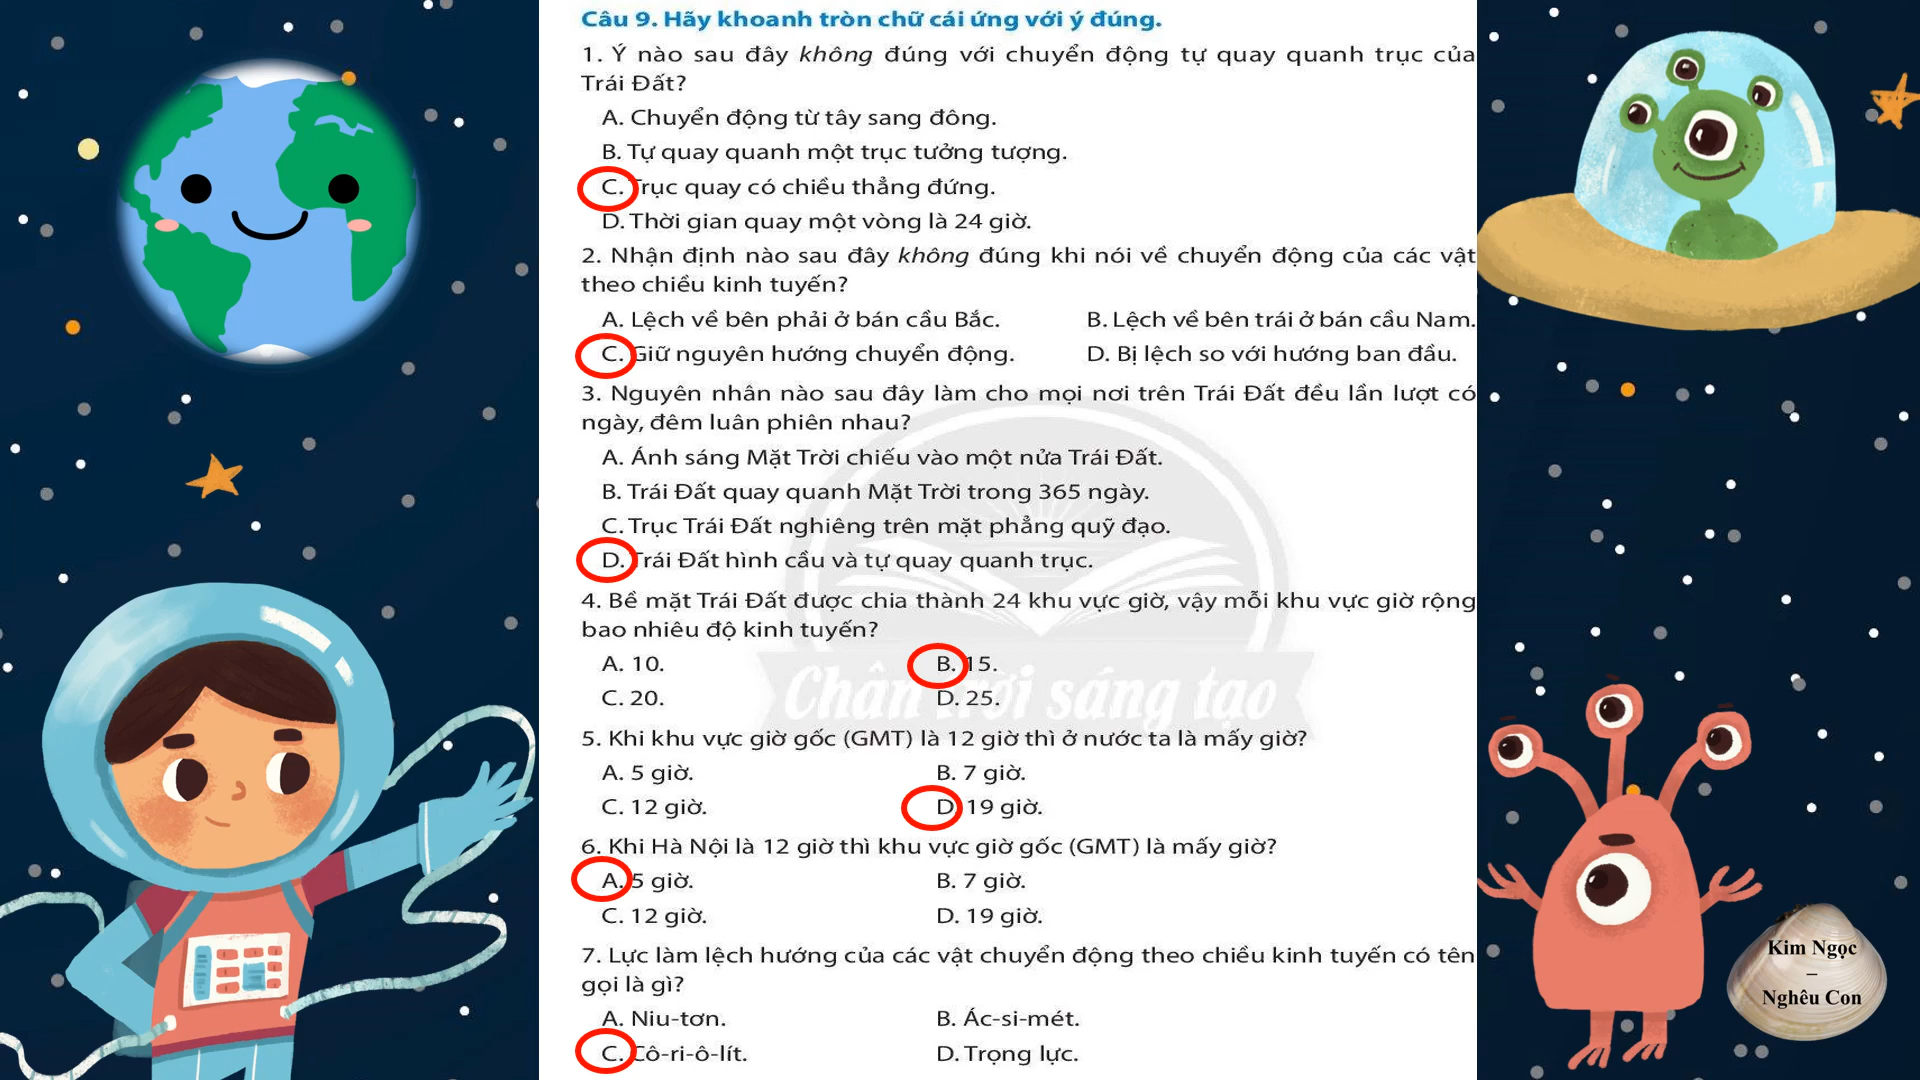 Câu 9. Hãy khoanh tròn chữ cái ứng với ý đúng.
1. Ý nào sau đây không đúng với chuyển động tự quay quanh trục của
Trái Đất?
A. Chuyển động từ tây sang đông.
B. Tự quay quanh một trục tưởng tượng.
C. Trục quay có chiều thẳng đứng.
D. Thời gian quay một vòng là 24 giờ.
2. Nhận định nào sau đây không đúng khi nói về chuyển động của các vật
theo chiều kinh tuyến?
A. Lệch về bên phải ở bán cầu Bắc. B. Lệch về bên trái ở bán cầu Nam.
C. Giữ nguyên hướng chuyển động. D. Bị lệch so với hướng ban đầu.
3. Nguyên nhân nào sau đây làm cho mọi nơi trên Trái Đất đều lần lượt có
ngày, đêm luân phiên nhau?
A. Ánh sáng Mặt Trời chiếu vào một nửa Trái Đất.
B. Trái Đất quay quanh Mặt Trời trong 365 ngày.
C. Trục Trái Đất nghiêng trên mặt phẳng quỹ đạo.
D. Trái Đất hình cầu và tự quay quanh trục.
4. Bề mặt Trái Đất được chia thành 24 khu vực giờ, vậy mỗi khu vực giờ rộng
bao nhiêu độ kinh tuyến?
A. 10. B. 15.
C. 20. D. 25.
Chân trời sáng tạo
5. Khi khu vực giờ gốc (GMT) là 12 giờ thì ở nước ta là mấy giờ?
A. 5 giờ. B. 7 giờ.
C. 12 giờ. D. 19 giờ.
6. Khi Hà Nội là 12 giờ thì khu vực giờ gốc (GMT) là mấy giờ?
A. 5 giờ. B. 7 giờ.
C. 12 giờ. D. 19 giờ.
7. Lực làm lệch hướng của các vật chuyển động theo chiều kinh tuyến có tên
gọi là gì?
A. Niu-tơn. B. Ác-si-mét.
C. Cô-ri-ô-lít. D. Trọng lực.
Kim Ngọc
–
Nghêu Con